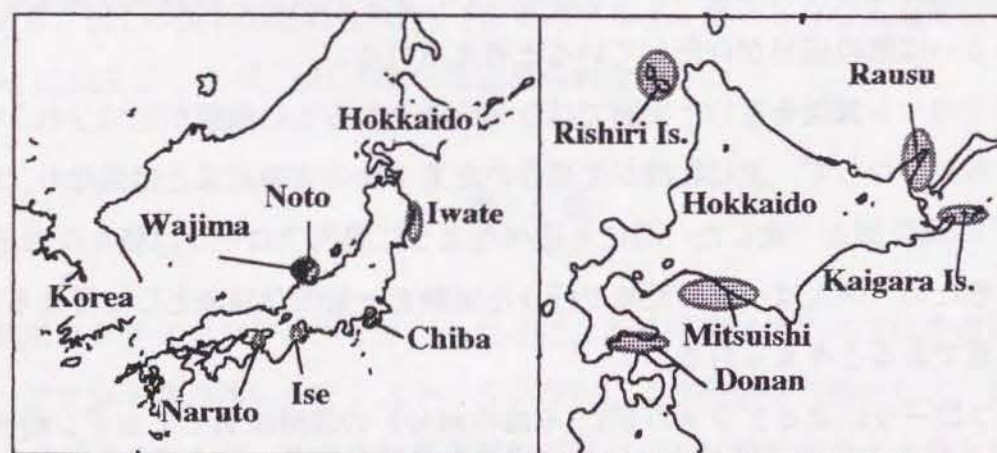 Hokkaido
Noto
Wajima
Iwate
Korea
Chiba
Ise
Naruto
Rausu
Rishiri Is.
Hokkaido
Kaigara Is.
Mitsuishi
Donan